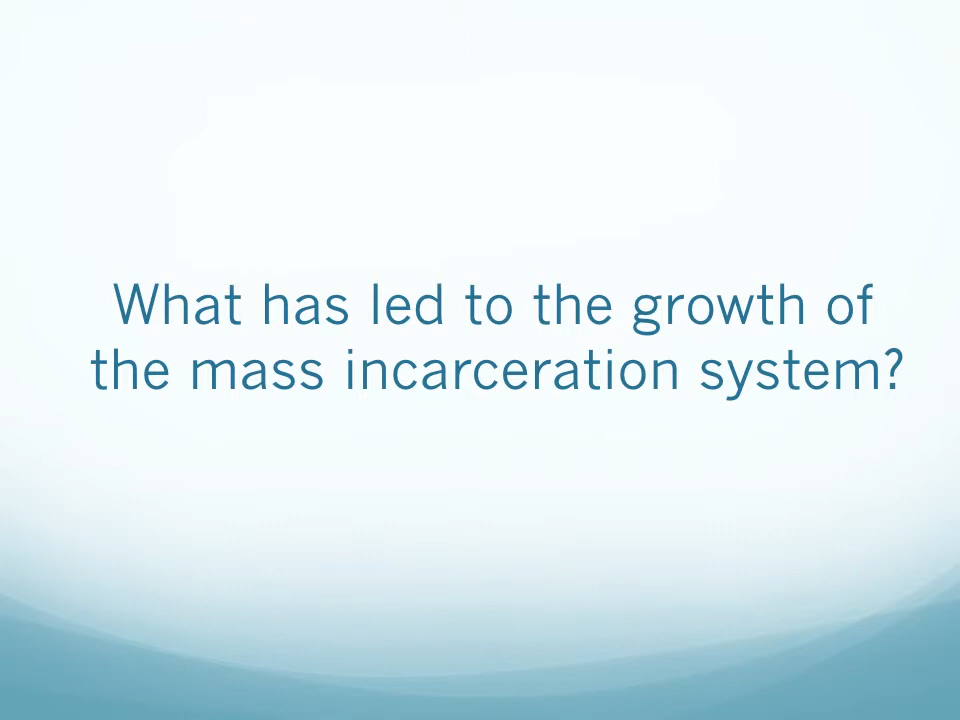 What has led to the growth of
the mass incarceration system?